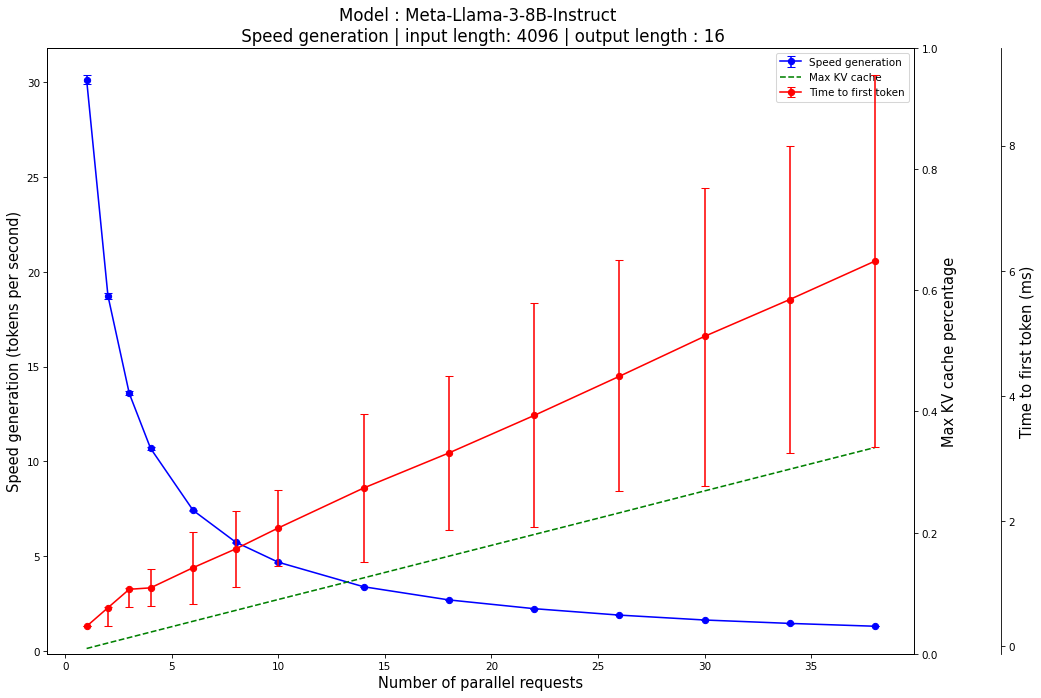 Model : Meta-Llama-3-8B-Instruct
Speed generation | input length: 4096 | output length : 16
Speed generation
Max KV cache
Time to first token
Speed generation (tokens per second)
30
25
20
15
10
5
0
0 5 10 15 20 25 30 35
Number of parallel requests
1.0
0.8
0.6
0.4
0.2
0.0
Max KV cache percentage
8
6
4
2
0
Time to first token (ms)